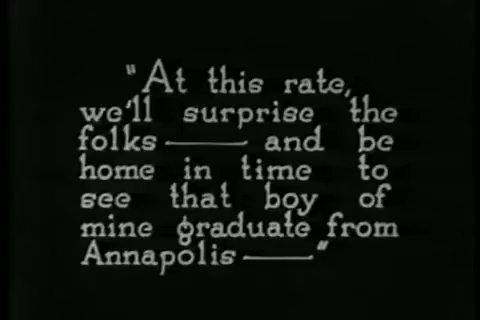 "At this rate,
we'll surprise the
folks —— and be
home in time to
see that boy of
mine graduate from
Annapolis ——"